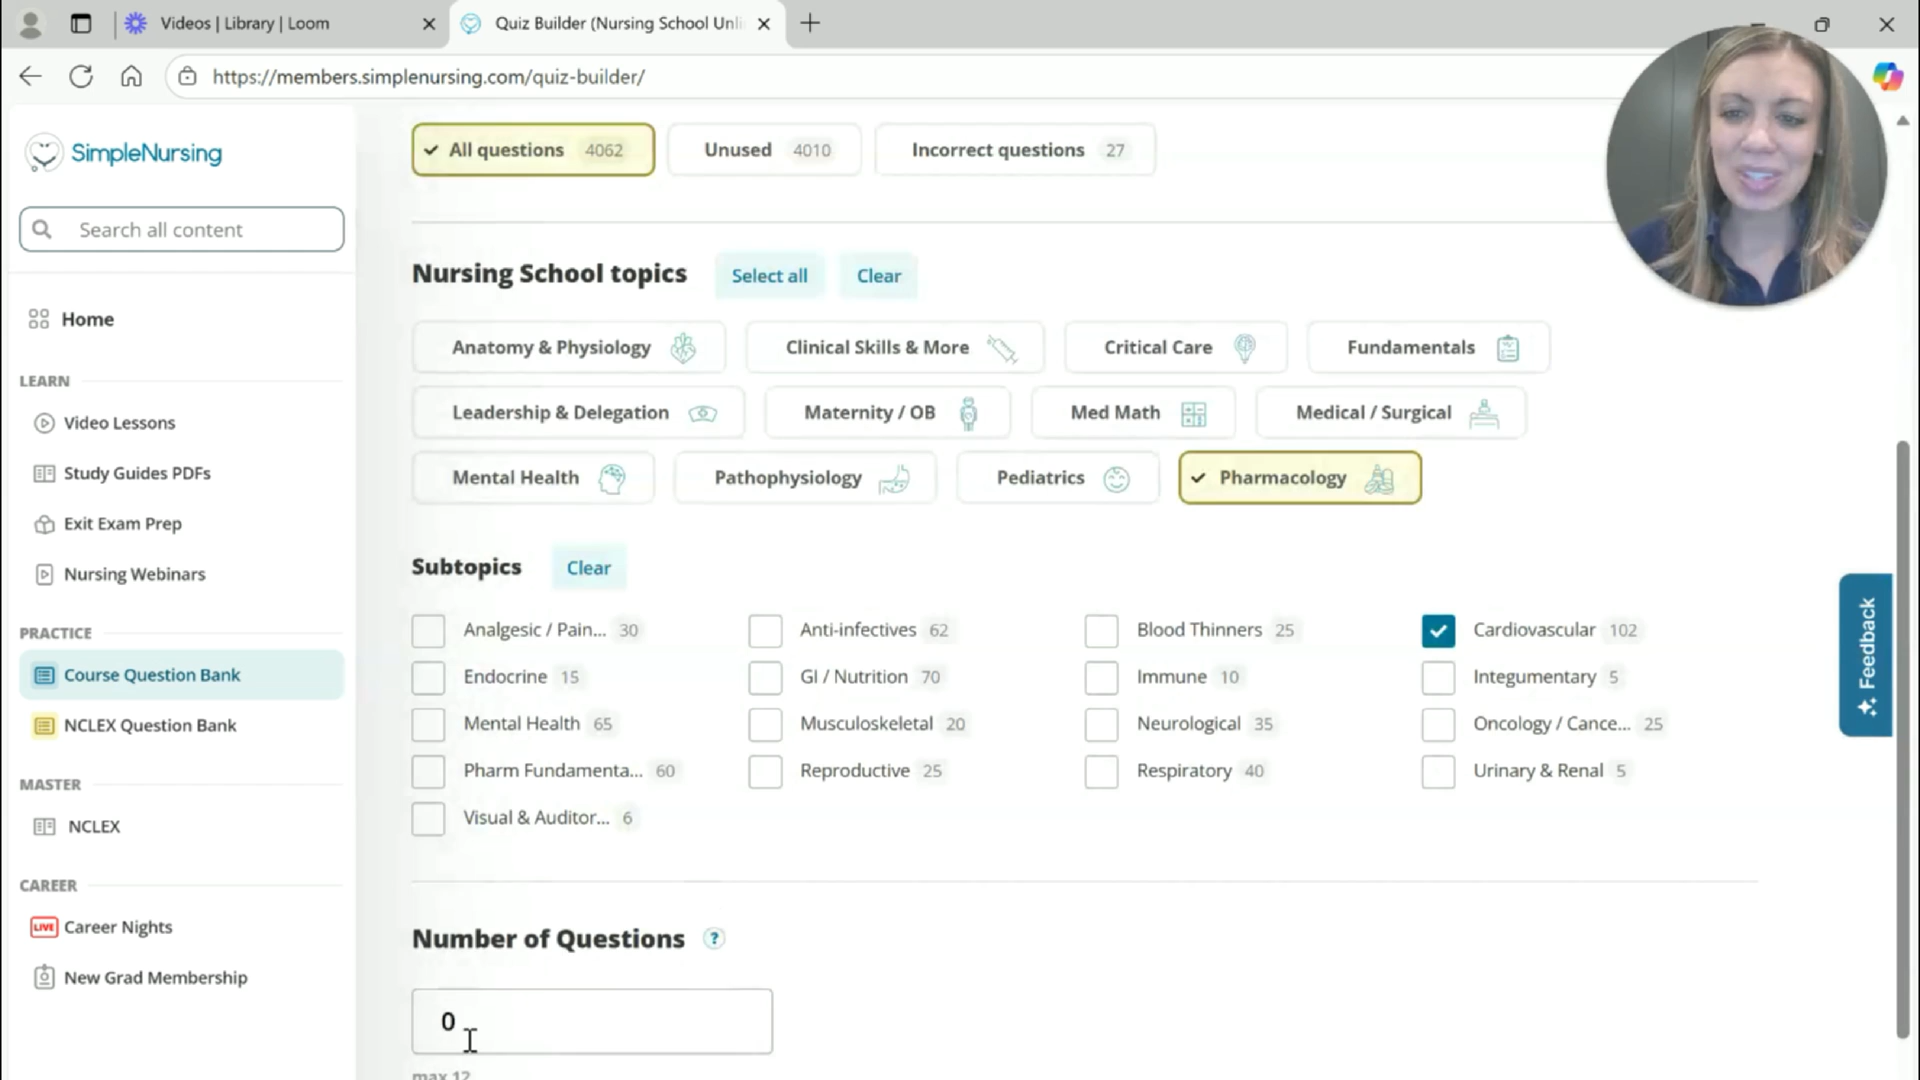 Videos | Library | Loom
Quiz Builder (Nursing School Unli
https://members.simplenursing.com/quiz-builder/
SimpleNursing
Search all content
Home
LEARN
Video Lessons
Study Guides PDFs
Exit Exam Prep
Nursing Webinars
PRACTICE
Course Question Bank
NCLEX Question Bank
MASTER
NCLEX
CAREER
LIVE Career Nights
New Grad Membership
All questions 4062 Unused 4010 Incorrect questions 27
Nursing School topics Select all Clear
Anatomy & Physiology Clinical Skills & More Critical Care Fundamentals
Leadership & Delegation Maternity / OB Med Math Medical / Surgical
Mental Health Pathophysiology Pediatrics Pharmacology
Subtopics Clear
Analgesic / Pain... 30 Anti-infectives 62 Blood Thinners 25 Cardiovascular 102
Endocrine 15 GI / Nutrition 70 Immune 10 Integumentary 5
Mental Health 65 Musculoskeletal 20 Neurological 35 Oncology / Cance... 25
Pharm Fundamenta... 60 Reproductive 25 Respiratory 40 Urinary & Renal 5
Visual & Auditor... 6
Number of Questions ?
0
max 12
Feedback